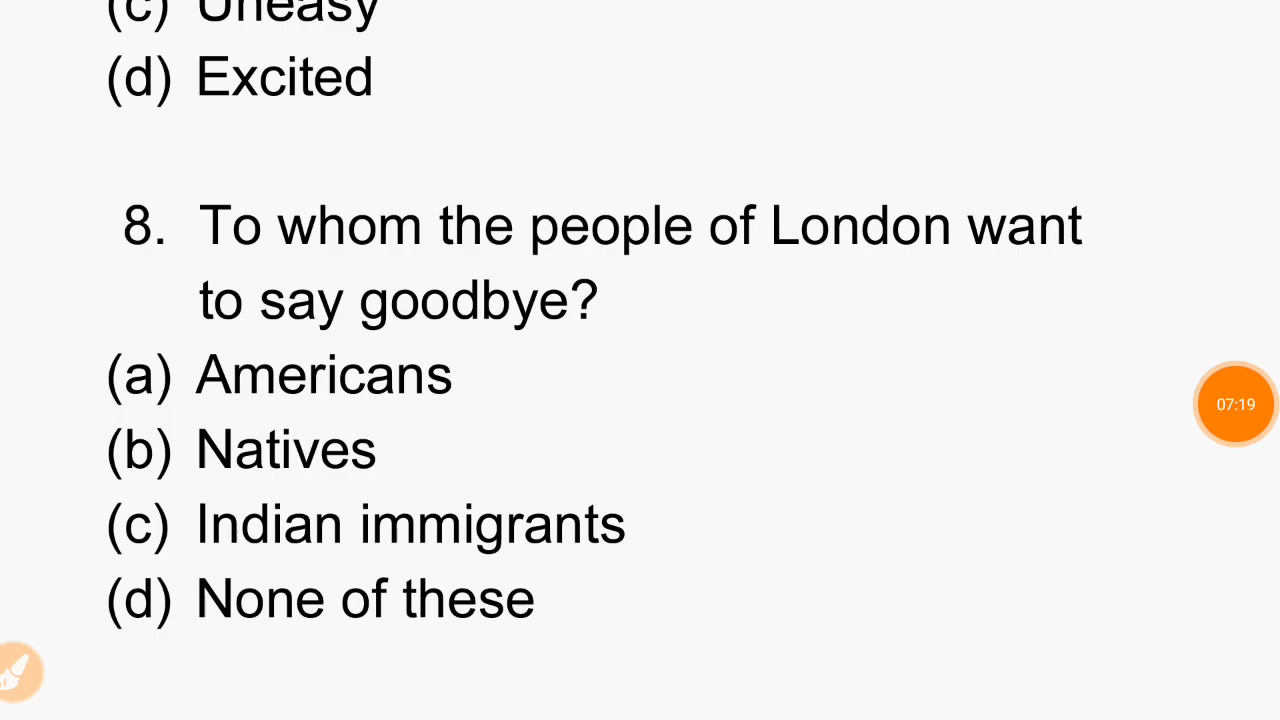 (c) Uneasy
(d) Excited
8. To whom the people of London want
to say goodbye?
(a) Americans
(b) Natives
07:19
(c) Indian immigrants
(d) None of these